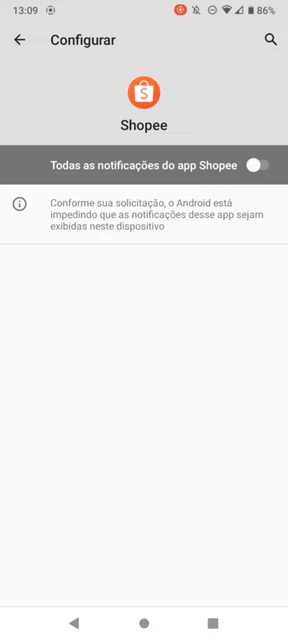 13:09
86%
Configurar
S
Shopee
Todas as notificações do app Shopee
Conforme sua solicitação, o Android está
impedindo que as notificações desse app sejam
exibidas neste dispositivo